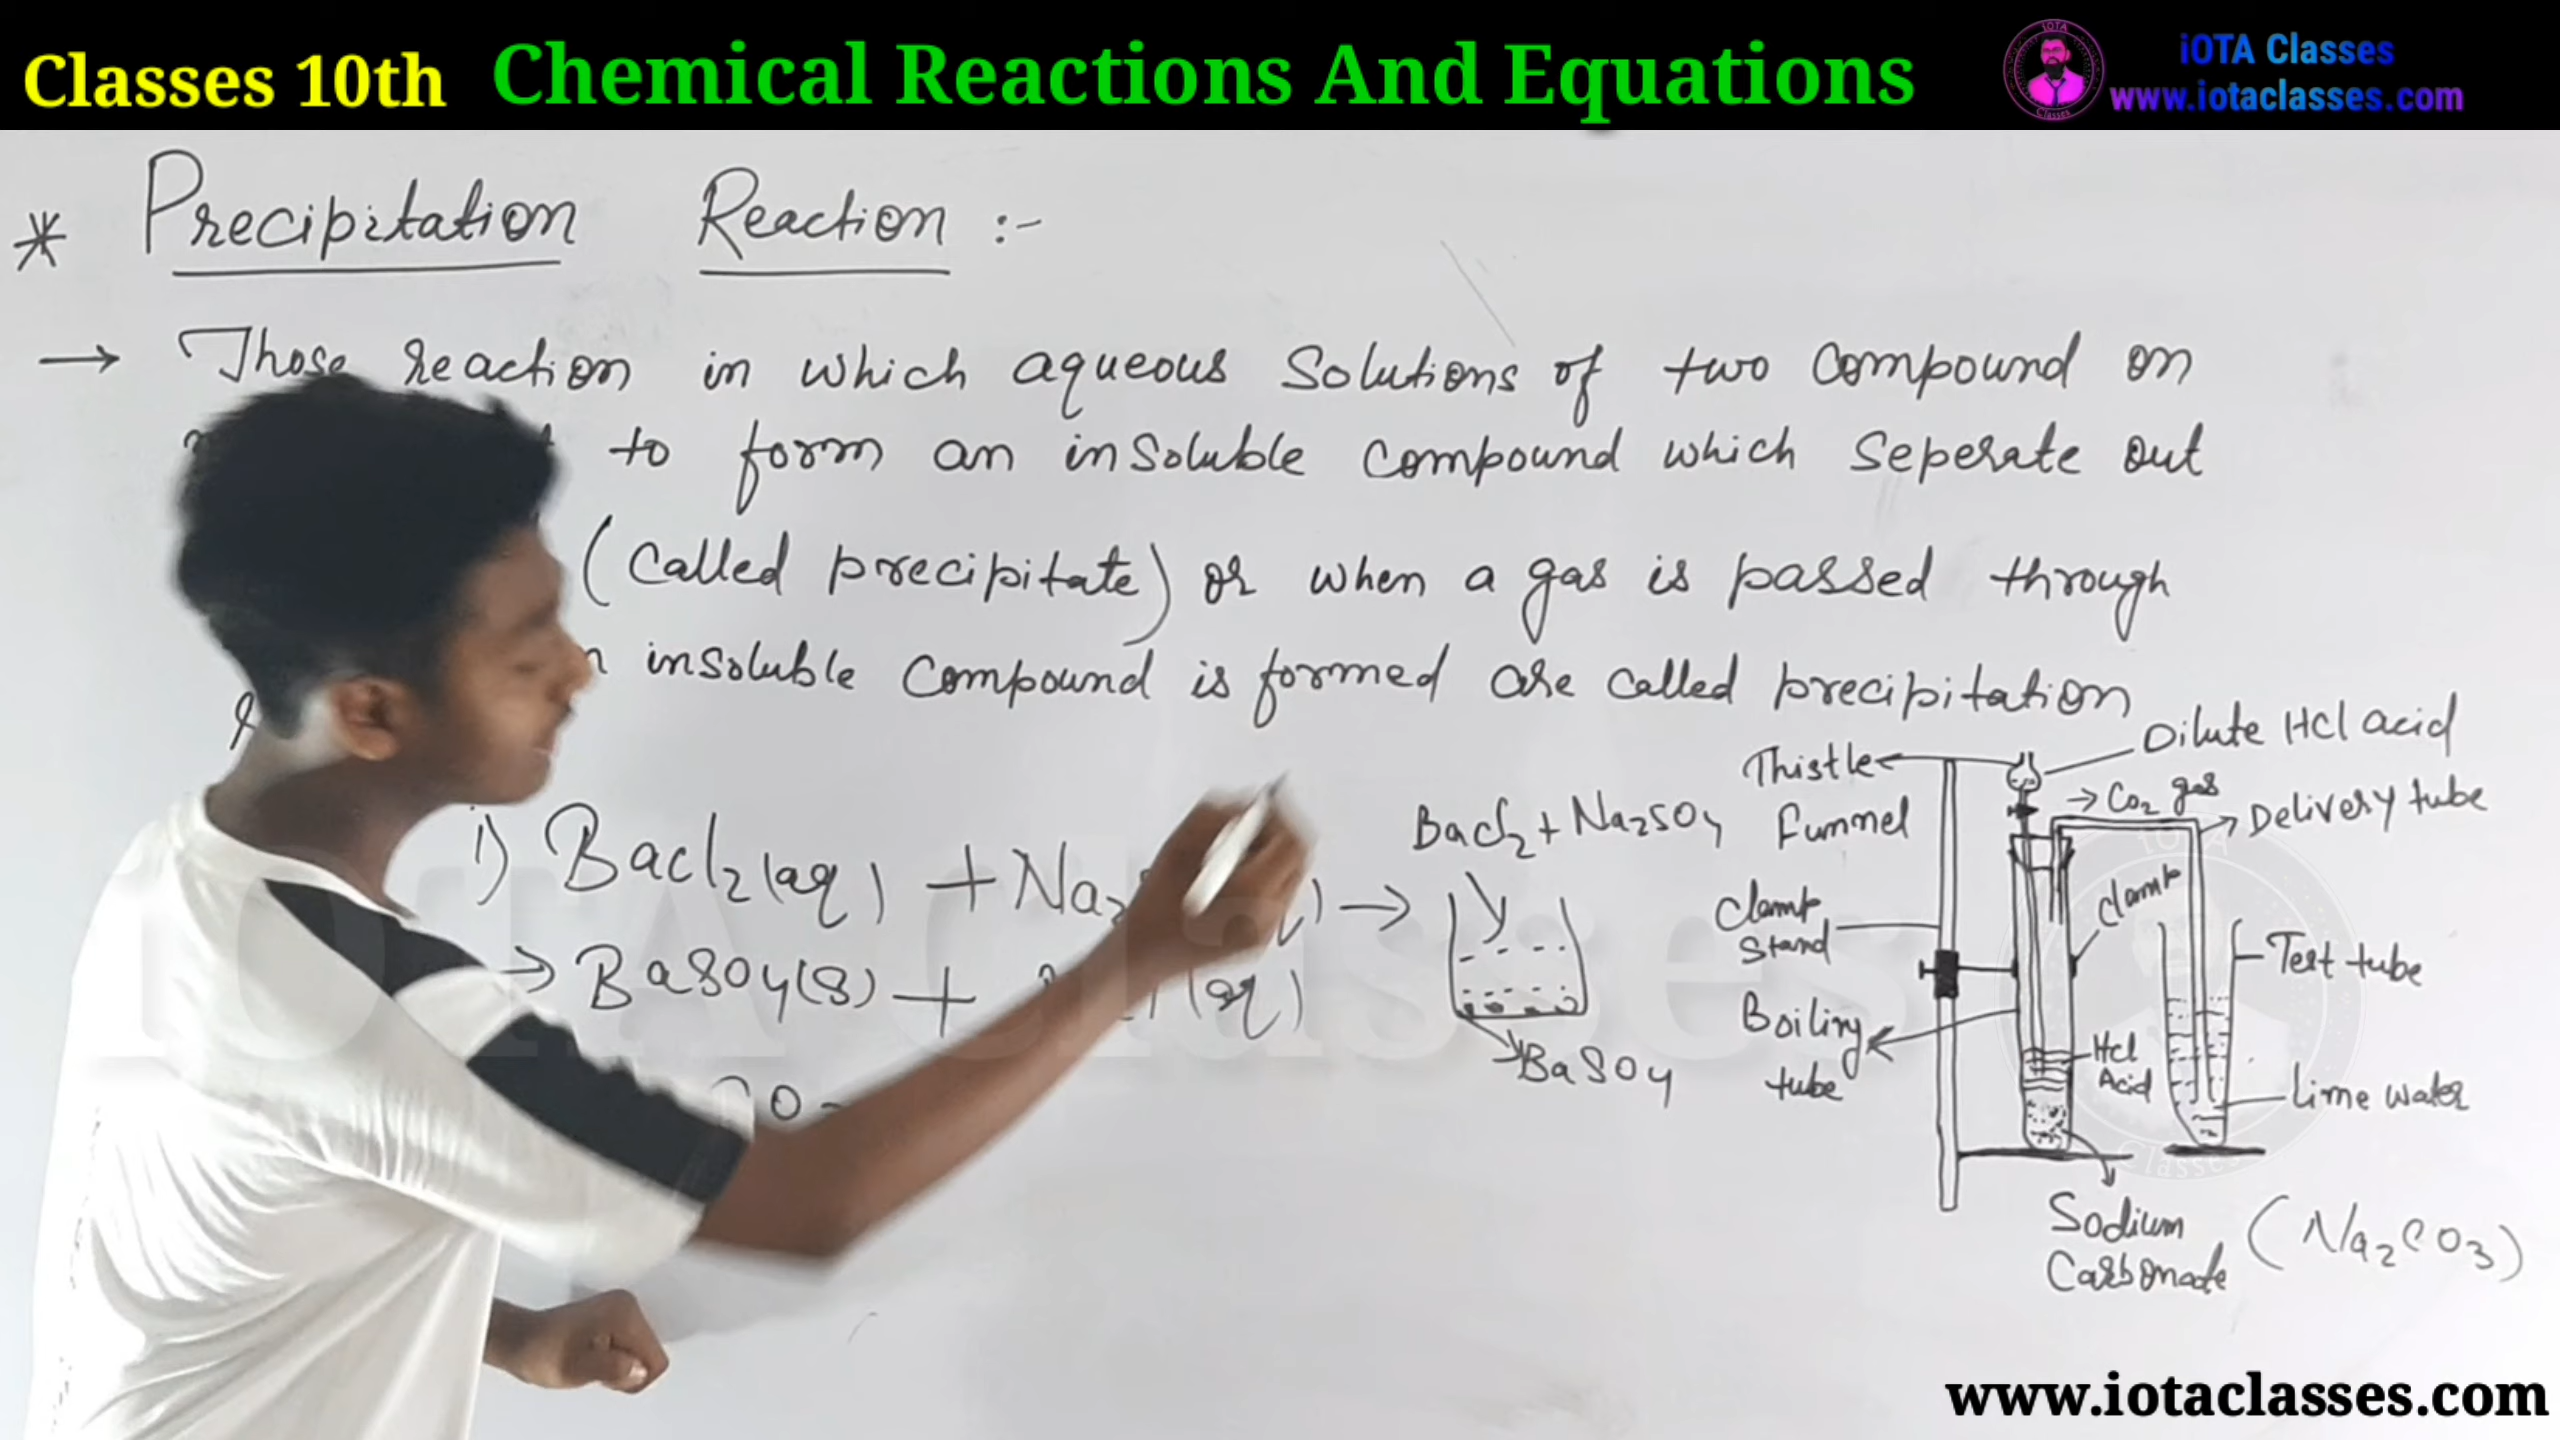 Classes 10th Chemical Reactions And Equations
iOTA Classes
www.iotaclasses.com
* Precipitation Reaction :-
→ Those reaction in which aqueous Solutions of two Compound on
to form an insoluble Compound which Seperate out
(Called precipitate) or when a gas is passed through
insoluble Compound is formed are called precipitation
i) BaCl2(aq) + Na2 →
→ BaSO4(s) + (aq)
BaCl2 + Na2SO4
BaSO4
Thistle Funnel
Dilute HCl acid
→ CO2 gas
Delivery tube
Clamp Stand
Clamp
Test tube
Boiling tube
HCl Acid
Lime water
Sodium Carbonate (Na2CO3)
IOTA Classes
www.iotaclasses.com